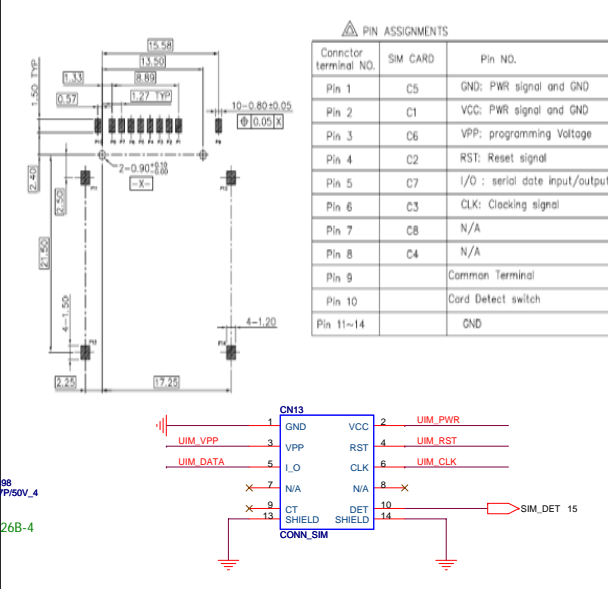 PIN ASSIGNMENTS
Connctor terminal NO. SIM CARD Pin NO.
Pin 1 C5 GND: PWR signal and GND
Pin 2 C1 VCC: PWR signal and GND
Pin 3 C6 VPP: programming Voltage
Pin 4 C2 RST: Reset signal
Pin 5 C7 I/O : serial date input/output
Pin 6 C3 CLK: Clocking signal
Pin 7 C8 N/A
Pin 8 C4 N/A
Pin 9 Common Terminal
Pin 10 Card Detect switch
Pin 11~14 GND
15.58
13.50
1.33 8.89
1.27 TYP
0.57
1.50 TYP
10-0.80±0.05
0.05 X
2-0.90
-X-
2.40
2.50
21.50
4-1.50
4-1.20
2.25 17.25
CN13
1 GND VCC 2 UIM_PWR
UIM_VPP 3 VPP RST 4 UIM_RST
UIM_DATA 5 I_O CLK 6 UIM_CLK
7 N/A N/A 8
9 CT DET 10 SIM_DET 15
13 SHIELD SHIELD 14
CONN_SIM
98
7P/50V_4
26B-4